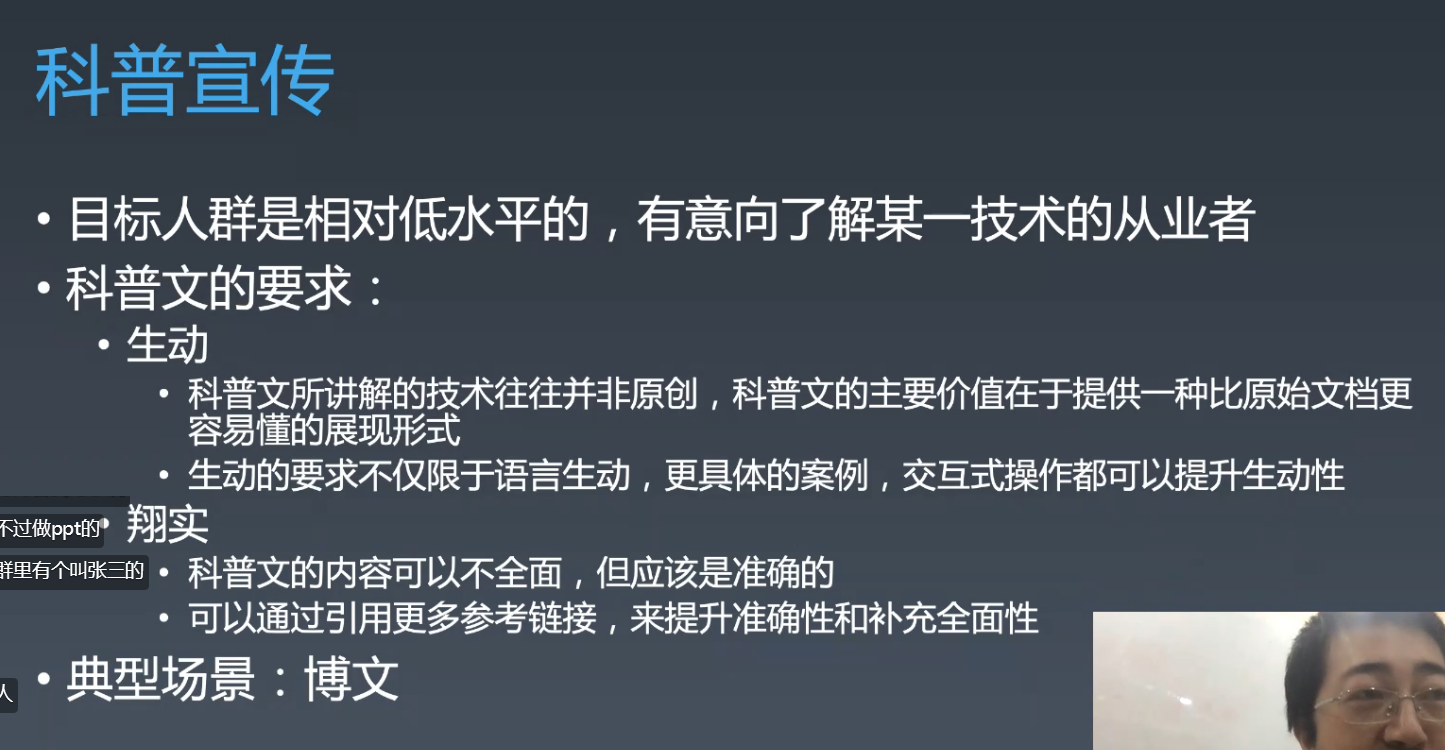 科普宣传
• 目标人群是相对低水平的，有意向了解某一技术的从业者
• 科普文的要求：
• 生动
• 科普文所讲解的技术往往并非原创，科普文的主要价值在于提供一种比原始文档更
容易懂的展现形式
• 生动的要求不仅限于语言生动，更具体的案例，交互式操作都可以提升生动性
不过做ppt的
• 翔实
群里有个叫张三的
• 科普文的内容可以不全面，但应该是准确的
• 可以通过引用更多参考链接，来提升准确性和补充全面性
• 典型场景：博文
人